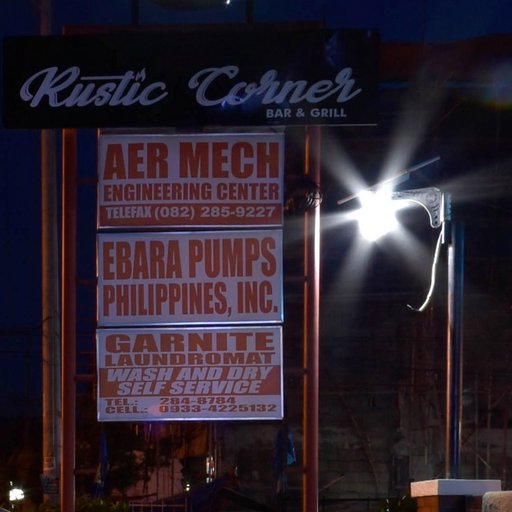 Rustic Corner
BAR & GRILL
AER MECH
ENGINEERING CENTER
TELEFAX (082) 285-9227
EBARA PUMPS
PHILIPPINES, INC.
GARNITE
LAUNDROMAT
WASH AND DRY
SELF SERVICE
TEL.: 284-8784
CELL.: 0933-4225132